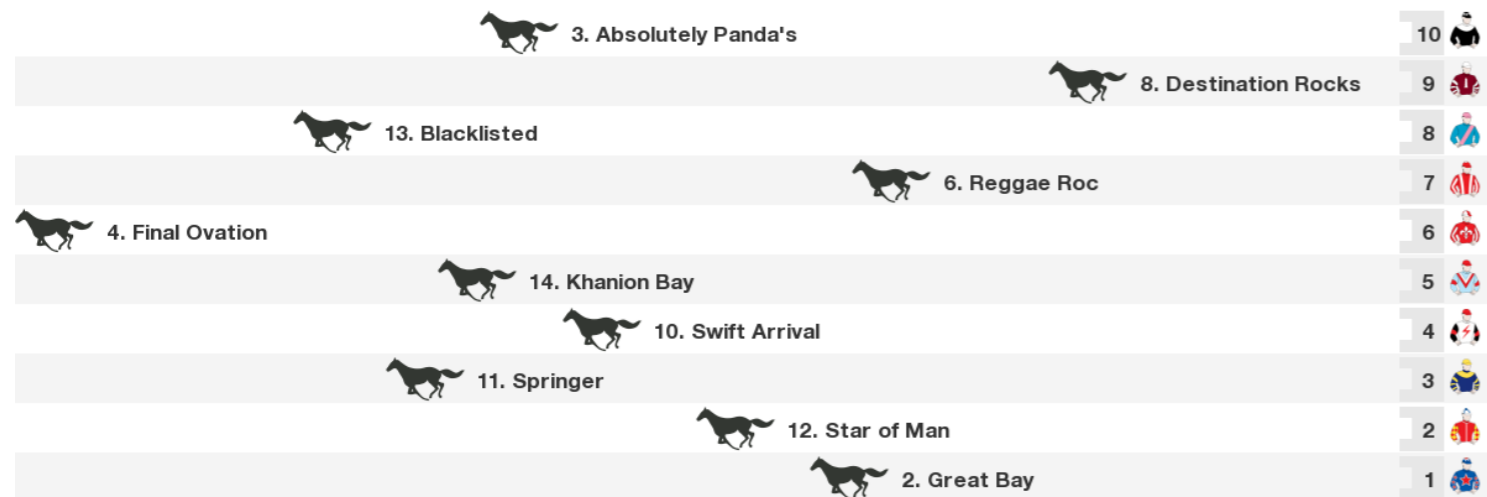 3. Absolutely Panda's 10
8. Destination Rocks 9
13. Blacklisted 8
6. Reggae Roc 7
4. Final Ovation 6
14. Khanion Bay 5
10. Swift Arrival 4
11. Springer 3
12. Star of Man 2
2. Great Bay 1